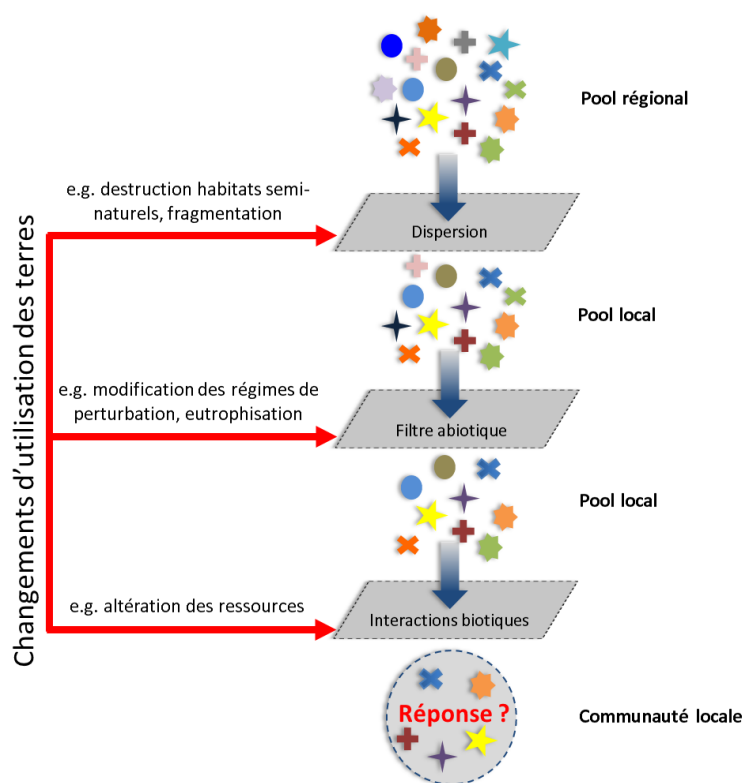 Pool régional
e.g. destruction habitats semi-
naturels, fragmentation
Dispersion
Changements d'utilisation des terres
Pool local
e.g. modification des régimes de
perturbation, eutrophisation
Filtre abiotique
Pool local
e.g. altération des ressources
Interactions biotiques
Réponse ?
Communauté locale